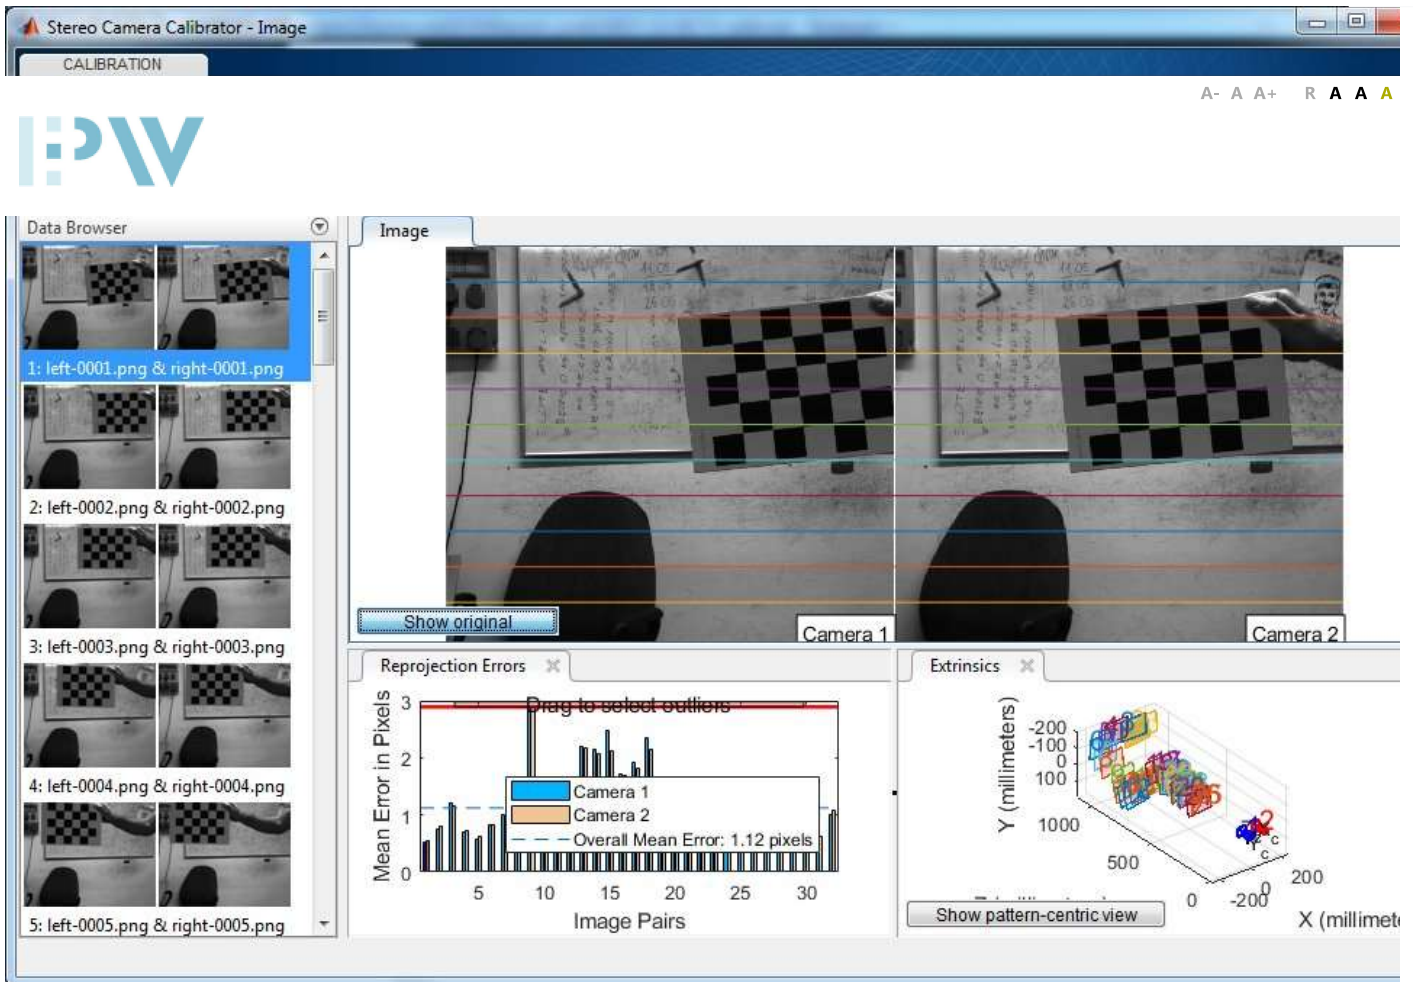 Stereo Camera Calibrator - Image
CALIBRATION
A- A A+ R A A A
IPW
Data Browser
Image
1: left-0001.png & right-0001.png
2: left-0002.png & right-0002.png
3: left-0003.png & right-0003.png
4: left-0004.png & right-0004.png
5: left-0005.png & right-0005.png
Show original
Camera 1
Camera 2
Reprojection Errors
Drag to select outliers
Mean Error in Pixels
3
2
1
0
Camera 1
Camera 2
Overall Mean Error: 1.12 pixels
5 10 15 20 25 30
Image Pairs
Extrinsics
Y (millimeters)
-200
-100
0
100
1000
500
0
-200
0
200
X (millimet
Show pattern-centric view